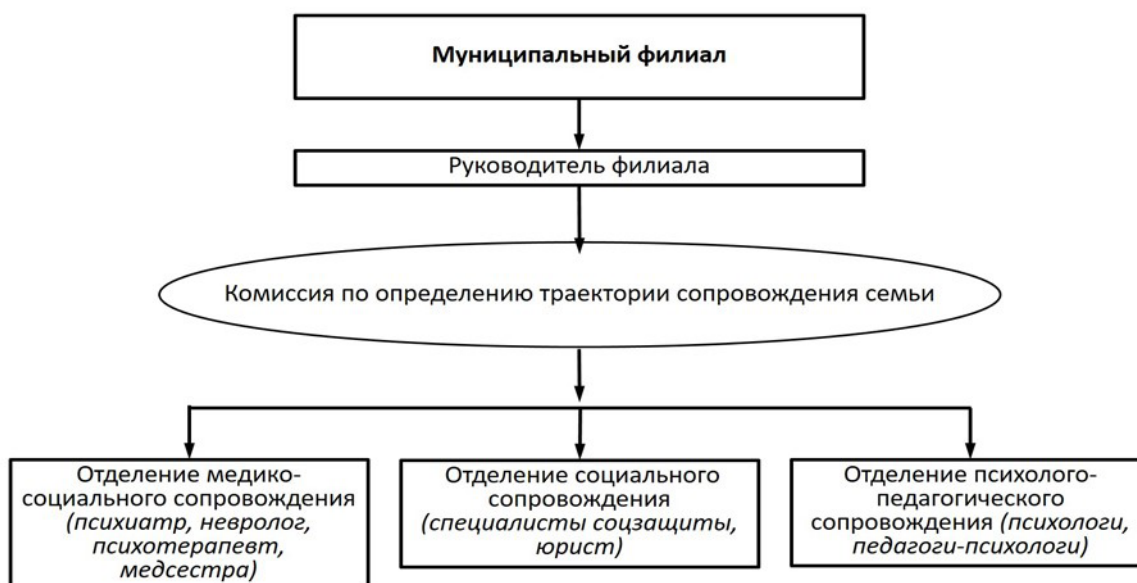 Муниципальный филиал
Руководитель филиала
Комиссия по определению траектории сопровождения семьи
Отделение медико-
социального сопровождения
(психиатр, невролог,
психотерапевт,
медсестра)
Отделение социального
сопровождения
(специалисты соцзащиты,
юрист)
Отделение психолого-
педагогического
сопровождения (психологи,
педагоги-психологи)